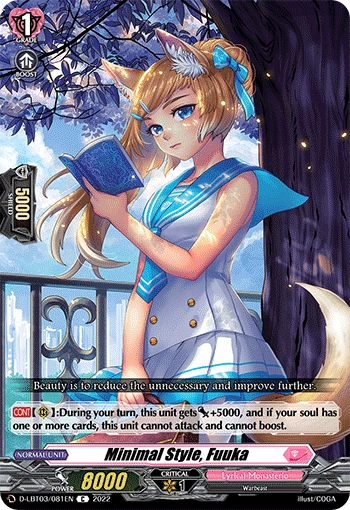 1
GRADE
BOOST
5000
SHIELD
Beauty is to reduce the unnecessary and improve further.
CONT【 】:During your turn, this unit gets +5000, and if your soul has
one or more cards, this unit cannot attack and cannot boost.
NORMAL UNIT
Minimal Style, Fuuka
POWER 8000
CRITICAL
1
Lyrical Monasterio
Warbeast
D-LBT03/081EN C 2022
illust/COGA